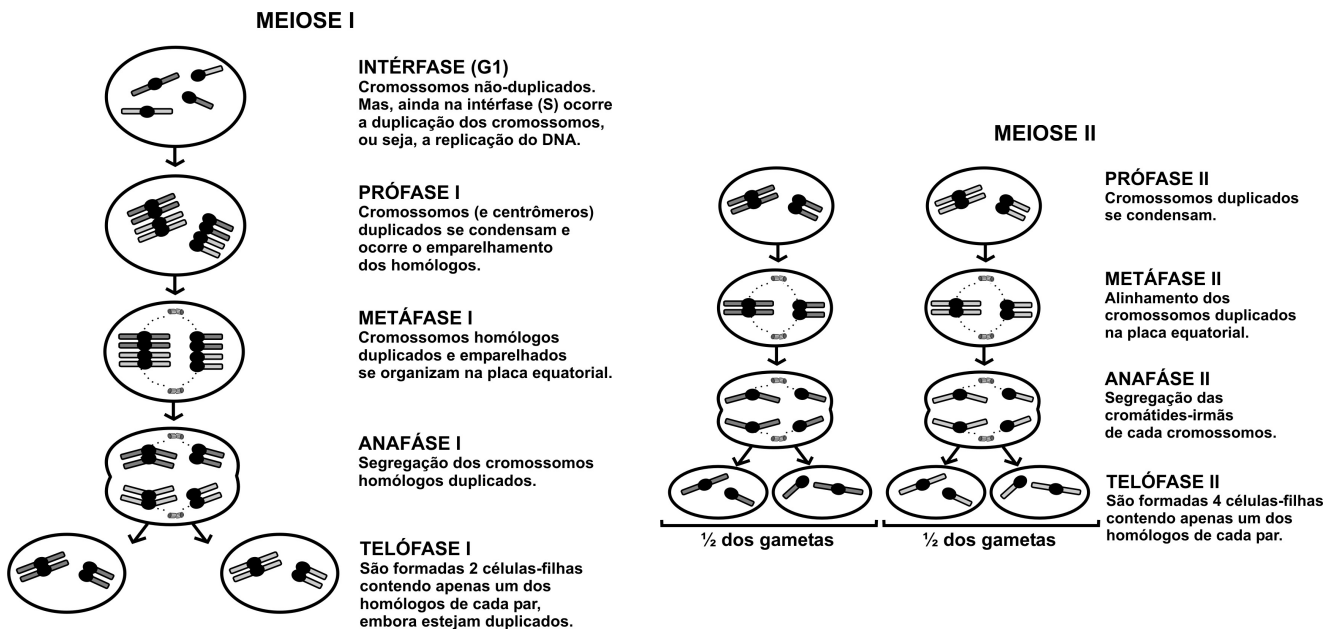 MEIOSE I
INTÉRFASE (G1)
Cromossomos não-duplicados.
Mas, ainda na intérfase (S) ocorre
a duplicação dos cromossomos,
ou seja, a replicação do DNA.
PRÓFASE I
Cromossomos (e centrômeros)
duplicados se condensam e
ocorre o emparelhamento
dos homólogos.
METÁFASE I
Cromossomos homólogos
duplicados e emparelhados
se organizam na placa equatorial.
ANAFÁSE I
Segregação dos cromossomos
homólogos duplicados.
TELÓFASE I
São formadas 2 células-filhas
contendo apenas um dos
homólogos de cada par,
embora estejam duplicados.
MEIOSE II
PRÓFASE II
Cromossomos duplicados
se condensam.
METÁFASE II
Alinhamento dos
cromossomos duplicados
na placa equatorial.
ANAFÁSE II
Segregação das
cromátides-irmãs
de cada cromossomos.
TELÓFASE II
São formadas 4 células-filhas
contendo apenas um dos
homólogos de cada par.
½ dos gametas
½ dos gametas